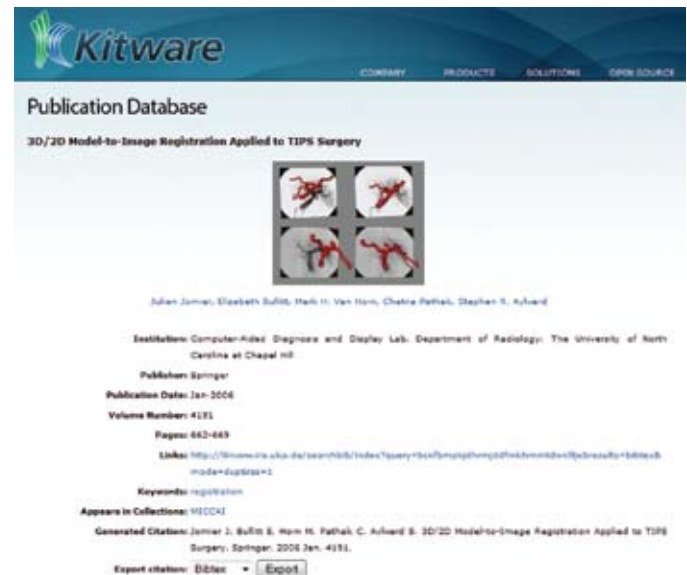 Kitware
COMPANY PRODUCTS SOLUTIONS OPEN SOURCE
Publication Database
3D/2D Model-to-Image Registration Applied to TIPS Surgery
Julien Jomier, Elizabeth Bullitt, Mark H. Van Horn, Chetna Pathak, Stephen R. Aylward
Institution: Computer-Aided Diagnosis and Display Lab. Department of Radiology. The University of North
Carolina at Chapel Hill
Publisher: Springer
Publication Date: Jan-2006
Volume Number: 4191
Pages: 662-669
Links:
Keywords: registration
Appears in Collections: MICCAI
Generated Citation: Jomier J. Bullitt E. Horn M. Pathak C. Aylward S. 3D/2D Model-to-Image Registration Applied to TIPS
Surgery. Springer. 2006 Jan. 4191.
Export citation: Bibtex Export